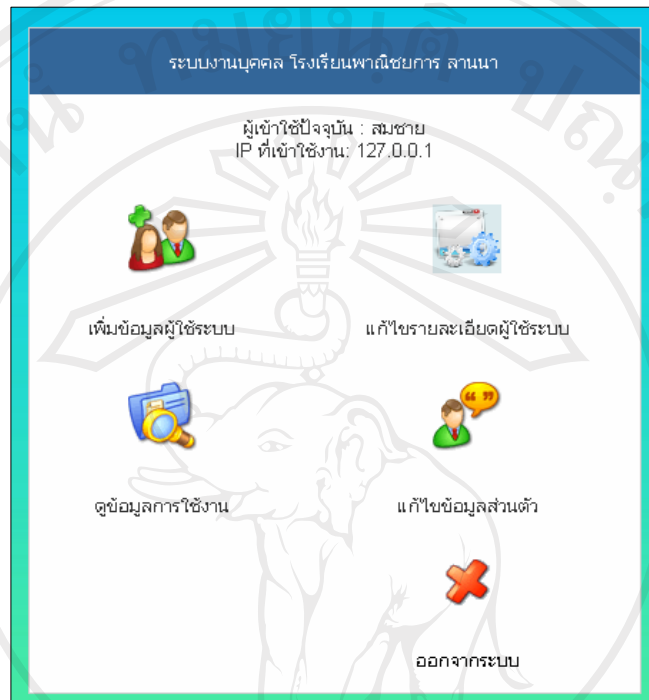 ระบบงานบุคคล โรงเรียนพาณิชยการ ลานนา
ผู้เข้าใช้ปัจจุบัน : สมชาย
IP ที่เข้าใช้งาน: 127.0.0.1
เพิ่มข้อมูลผู้ใช้ระบบ
แก้ไขรายละเอียดผู้ใช้ระบบ
ดูข้อมูลการใช้งาน
แก้ไขข้อมูลส่วนตัว
ออกจากระบบ